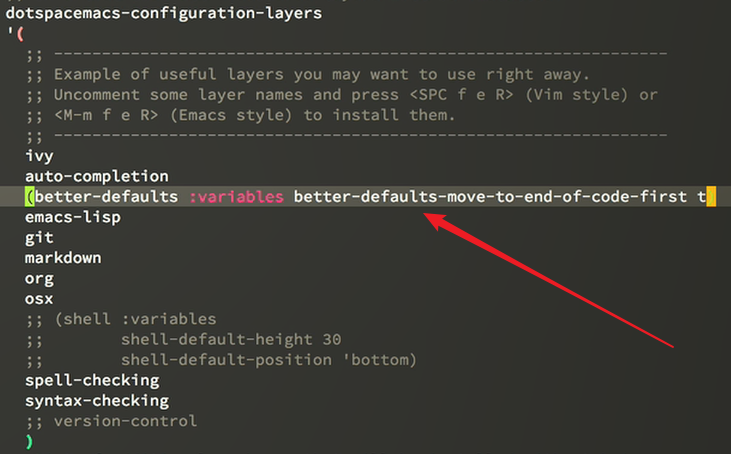 dotspacemacs-configuration-layers
'(
;; ----------------------------------------------------------------
;; Example of useful layers you may want to use right away.
;; Uncomment some layer names and press <SPC f e R> (Vim style) or
;; <M-m f e R> (Emacs style) to install them.
;; ----------------------------------------------------------------
ivy
auto-completion
(better-defaults :variables better-defaults-move-to-end-of-code-first t)
emacs-lisp
git
markdown
org
osx
;; (shell :variables
;;        shell-default-height 30
;;        shell-default-position 'bottom)
spell-checking
syntax-checking
;; version-control
)